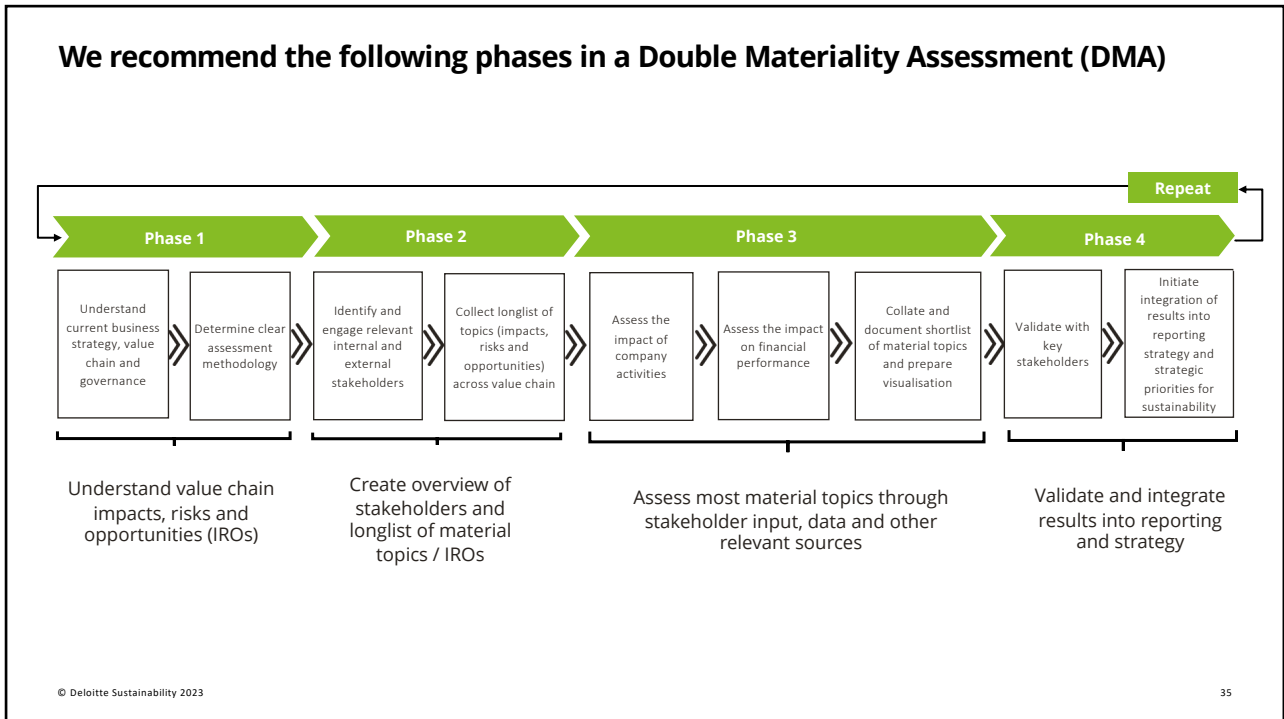 We recommend the following phases in a Double Materiality Assessment (DMA)
Repeat
Phase 1
Phase 2
Phase 3
Phase 4
Understand
current business
strategy, value
chain and
governance
Determine clear
assessment
methodology
Identify and
engage relevant
internal and
external
stakeholders
Collect longlist of
topics (impacts,
risks and
opportunities)
across value chain
Assess the
impact of
company
activities
Assess the impact
on financial
performance
Collate and
document shortlist
of material topics
and prepare
visualisation
Validate with
key
stakeholders
Initiate
integration of
results into
reporting
strategy and
strategic
priorities for
sustainability
Understand value chain
impacts, risks and
opportunities (IROs)
Create overview of
stakeholders and
longlist of material
topics / IROs
Assess most material topics through
stakeholder input, data and other
relevant sources
Validate and integrate
results into reporting
and strategy
© Deloitte Sustainability 2023
35